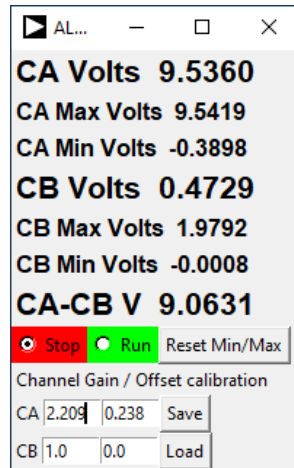 AL...
CA Volts 9.5360
CA Max Volts 9.5419
CA Min Volts -0.3898
CB Volts 0.4729
CB Max Volts 1.9792
CB Min Volts -0.0008
CA-CB V 9.0631
Stop Run Reset Min/Max
Channel Gain / Offset calibration
CA 2.209 0.238 Save
CB 1.0 0.0 Load